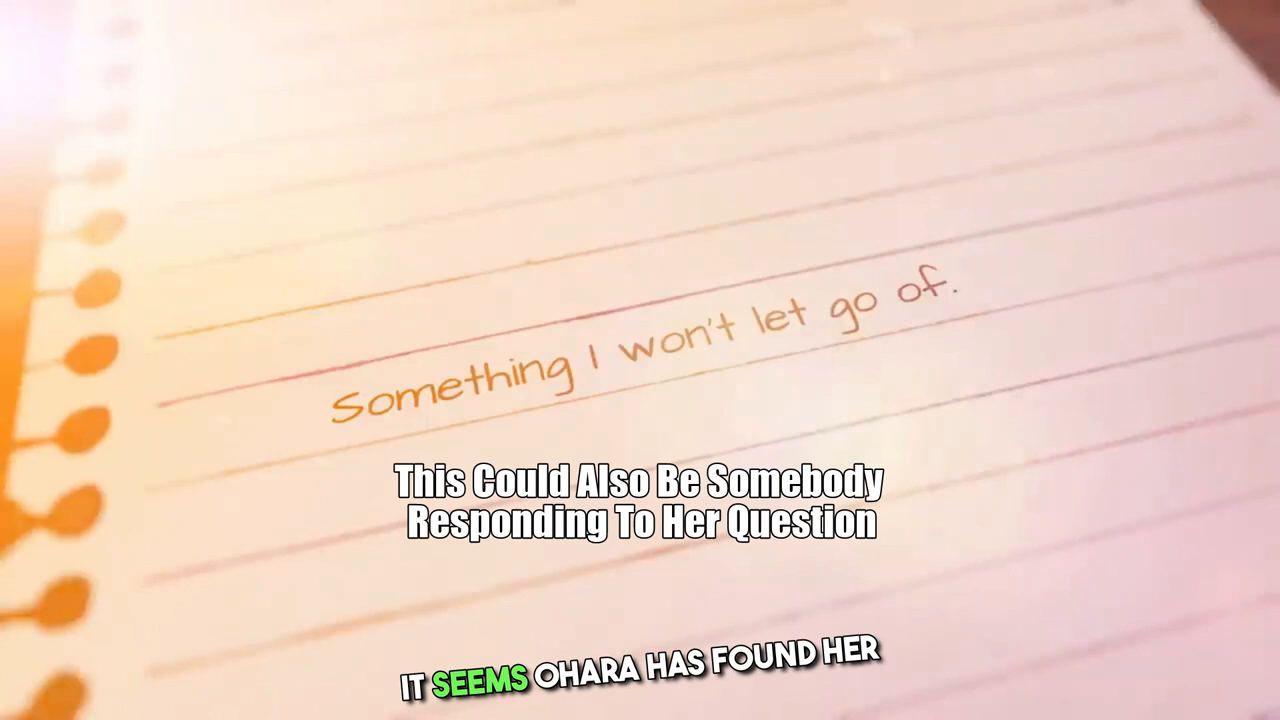 Something I won't let go of.
This Could Also Be Somebody
Responding To Her Question
IT SEEMS OHARA HAS FOUND HER